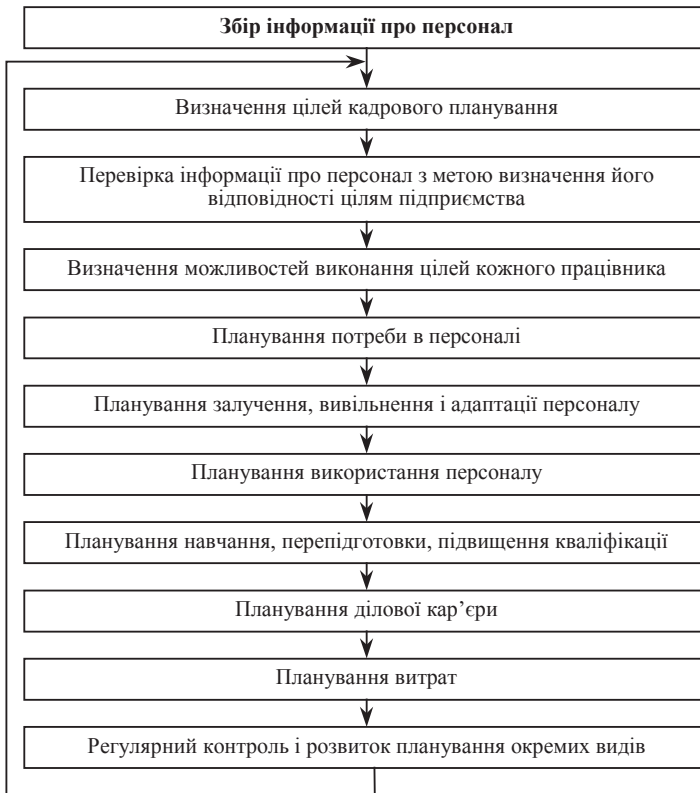 Збір інформації про персонал
Визначення цілей кадрового планування
Перевірка інформації про персонал з метою визначення його
відповідності цілям підприємства
Визначення можливостей виконання цілей кожного працівника
Планування потреби в персоналі
Планування залучення, вивільнення і адаптації персоналу
Планування використання персоналу
Планування навчання, перепідготовки, підвищення кваліфікації
Планування ділової кар’єри
Планування витрат
Регулярний контроль і розвиток планування окремих видів